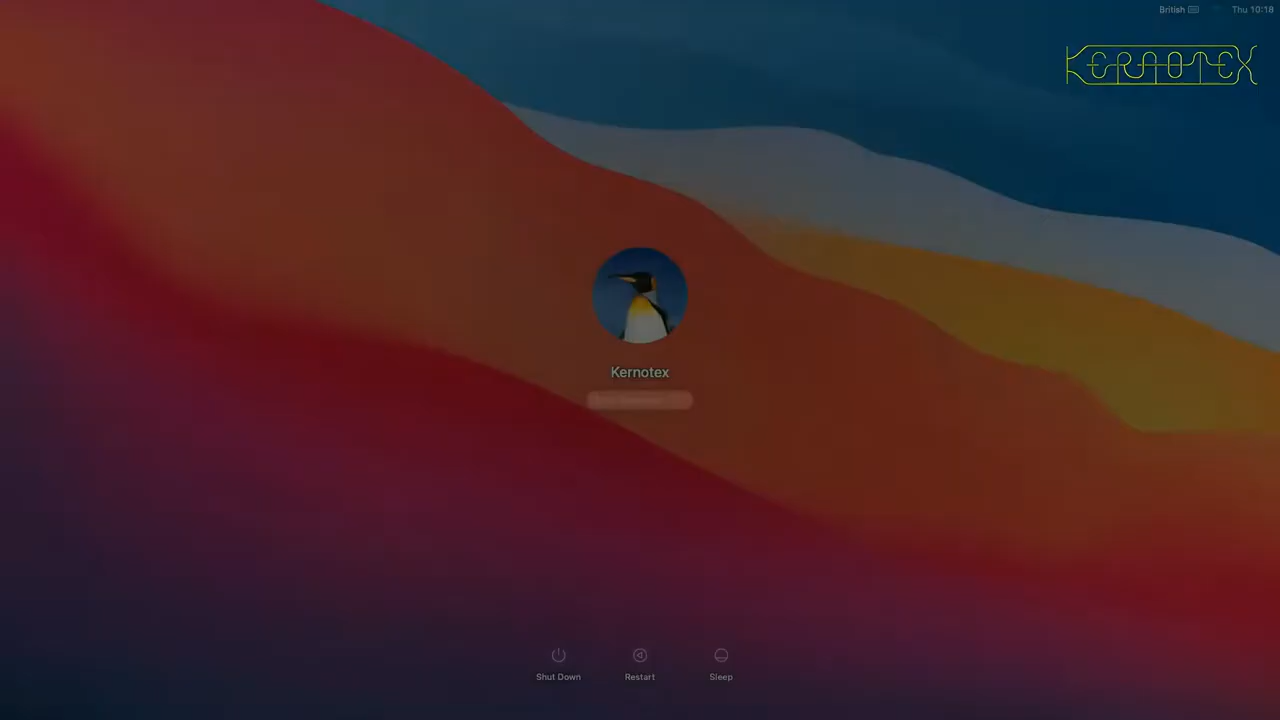 British
Thu 10:18
KERNOTEX
Kernotex
Shut Down
Restart
Sleep